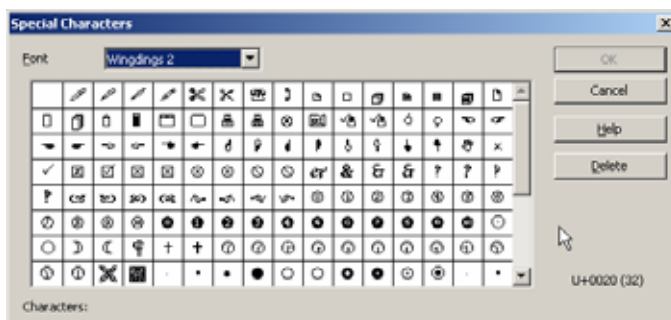 Special Characters
Font
Wingdings 2
OK
Cancel
Help
Delete
U+0020 (32)
Characters: